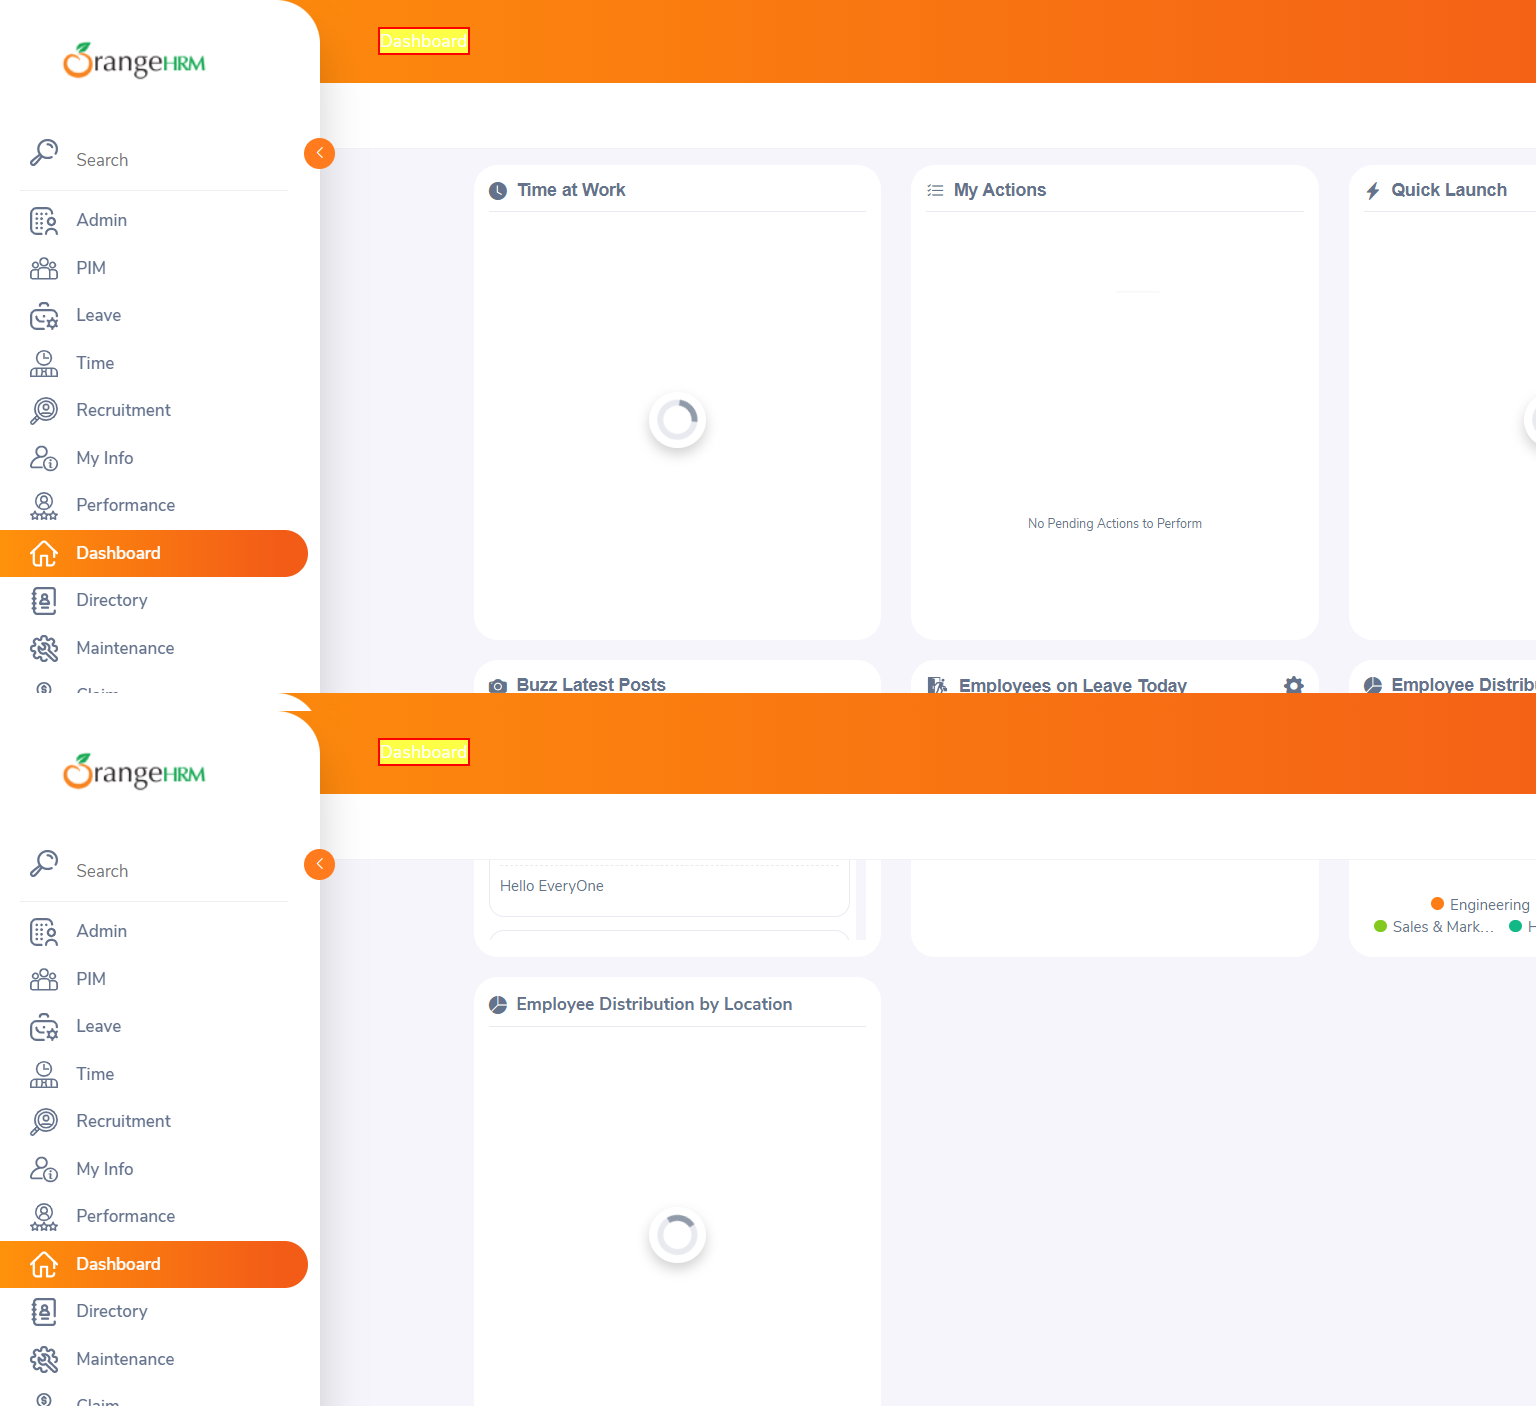 OrangeHRM
Dashboard
Search
Time at Work
My Actions
Quick Launch
Admin
PIM
Leave
Time
Recruitment
My Info
Performance
No Pending Actions to Perform
Dashboard
Directory
Maintenance
Claim
Buzz Latest Posts
Employees on Leave Today
Employee Distribu
OrangeHRM
Dashboard
Search
Hello EveryOne
Engineering
Sales & Mark...
H
Admin
PIM
Employee Distribution by Location
Leave
Time
Recruitment
My Info
Performance
Dashboard
Directory
Maintenance
Claim